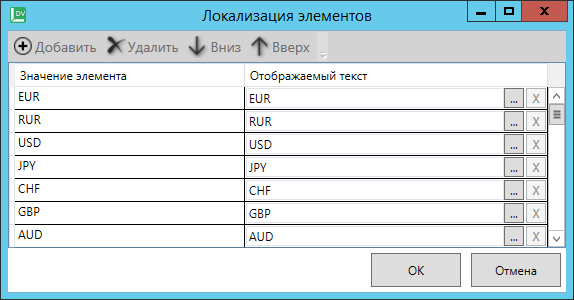 DV Локализация элементов
Добавить Удалить Вниз Вверх
Значение элемента Отображаемый текст
EUR EUR ... X
RUR RUR ... X
USD USD ... X
JPY JPY ... X
CHF CHF ... X
GBP GBP ... X
AUD AUD ... X
OK Отмена